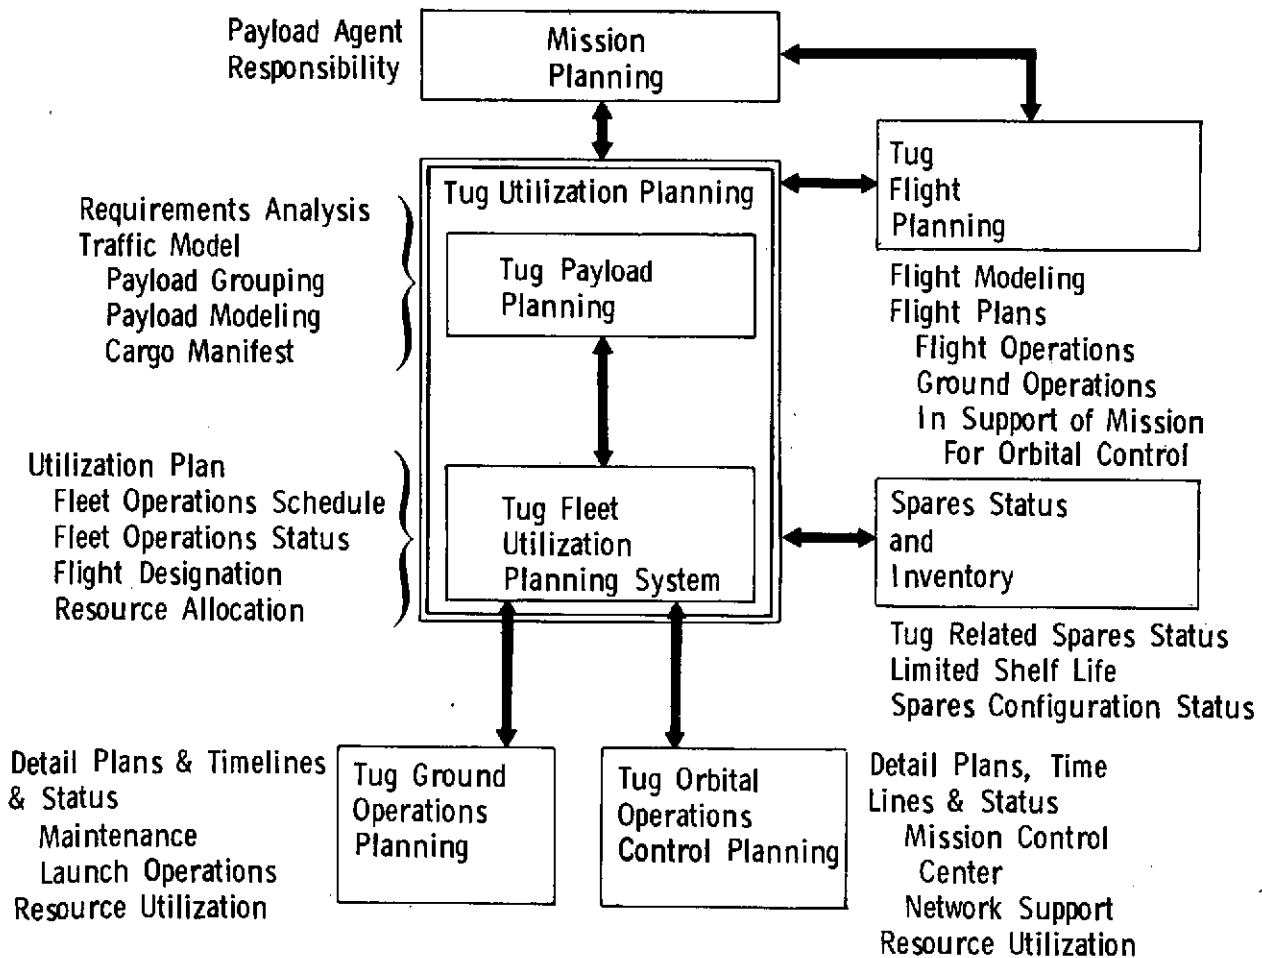 Payload Agent
Responsibility
Mission
Planning
Tug
Flight
Planning
Flight Modeling
Flight Plans
Flight Operations
Ground Operations
In Support of Mission
For Orbital Control
Tug Utilization Planning
Requirements Analysis
Traffic Model
Payload Grouping
Payload Modeling
Cargo Manifest
Tug Payload
Planning
Utilization Plan
Fleet Operations Schedule
Fleet Operations Status
Flight Designation
Resource Allocation
Tug Fleet
Utilization
Planning System
Spares Status
and
Inventory
Tug Related Spares Status
Limited Shelf Life
Spares Configuration Status
Detail Plans & Timelines
& Status
Maintenance
Launch Operations
Resource Utilization
Tug Ground
Operations
Planning
Tug Orbital
Operations
Control Planning
Detail Plans, Time
Lines & Status
Mission Control
Center
Network Support
Resource Utilization